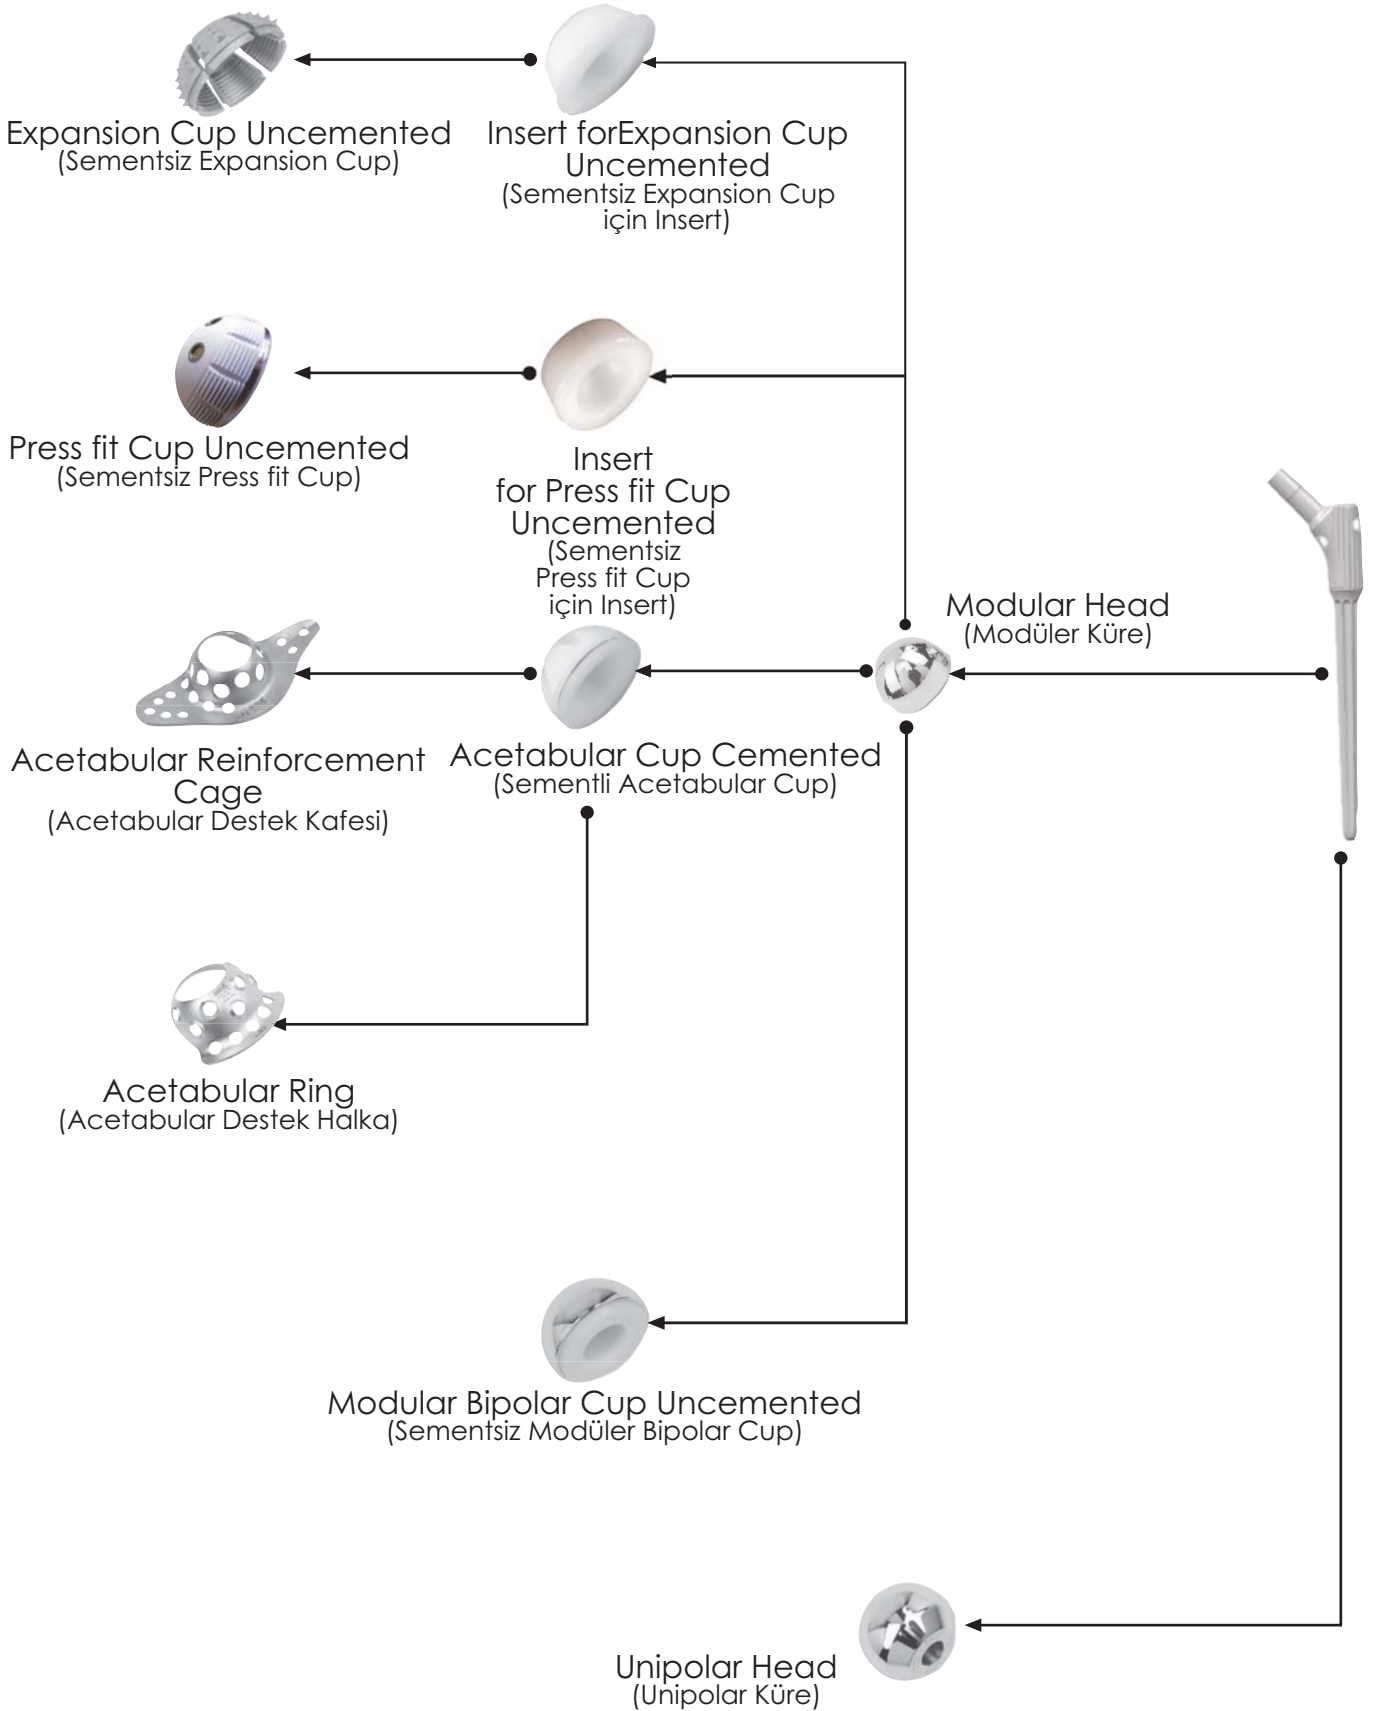 Expansion Cup Uncemented
(Sementsiz Expansion Cup)
Insert forExpansion Cup
Uncemented
(Sementsiz Expansion Cup
için Insert)
Press fit Cup Uncemented
(Sementsiz Press fit Cup)
Insert
for Press fit Cup
Uncemented
(Sementsiz
Press fit Cup
için Insert)
Modular Head
(Modüler Küre)
Acetabular Reinforcement
Cage
(Acetabular Destek Kafesi)
Acetabular Cup Cemented
(Sementli Acetabular Cup)
Acetabular Ring
(Acetabular Destek Halka)
Modular Bipolar Cup Uncemented
(Sementsiz Modüler Bipolar Cup)
Unipolar Head
(Unipolar Küre)